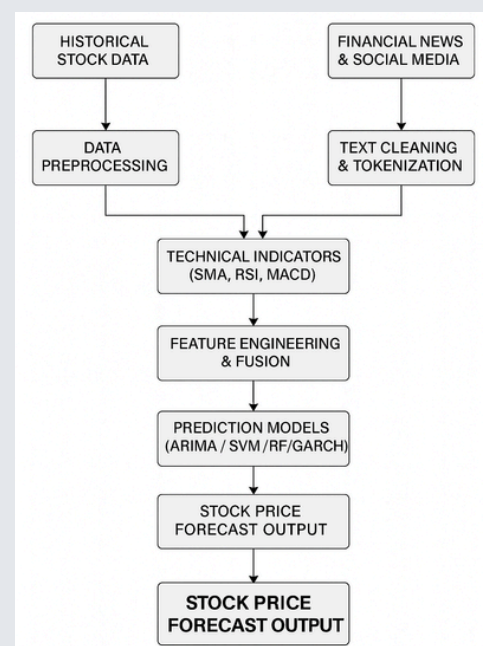 HISTORICAL
STOCK DATA
FINANCIAL NEWS
& SOCIAL MEDIA
DATA
PREPROCESSING
TEXT CLEANING
& TOKENIZATION
TECHNICAL INDICATORS
(SMA, RSI, MACD)
FEATURE ENGINEERING
& FUSION
PREDICTION MODELS
(ARIMA / SVM /RF/GARCH)
STOCK PRICE
FORECAST OUTPUT
STOCK PRICE
FORECAST OUTPUT